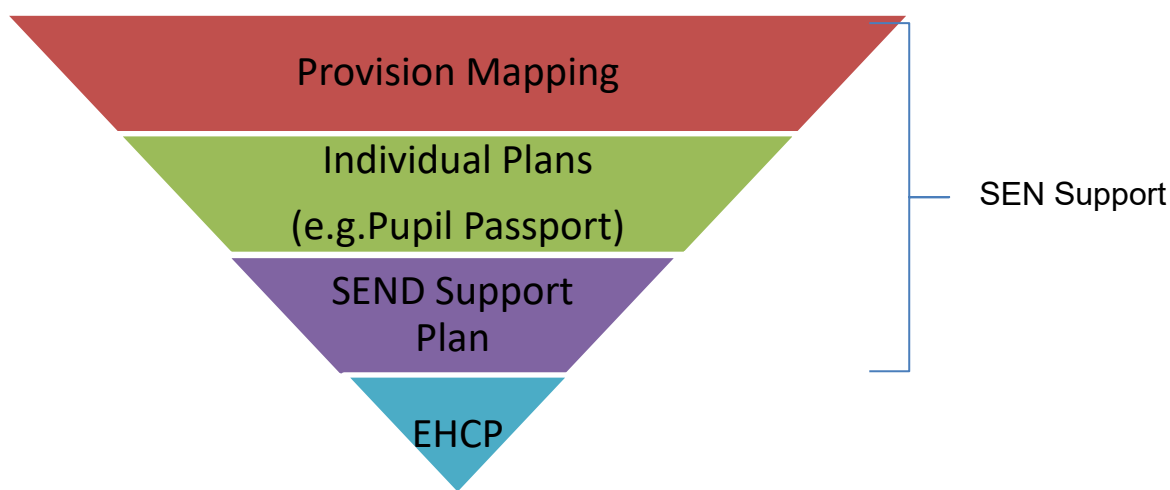 Provision Mapping
Individual Plans
(e.g.Pupil Passport)
SEND Support
Plan
EHCP
SEN Support